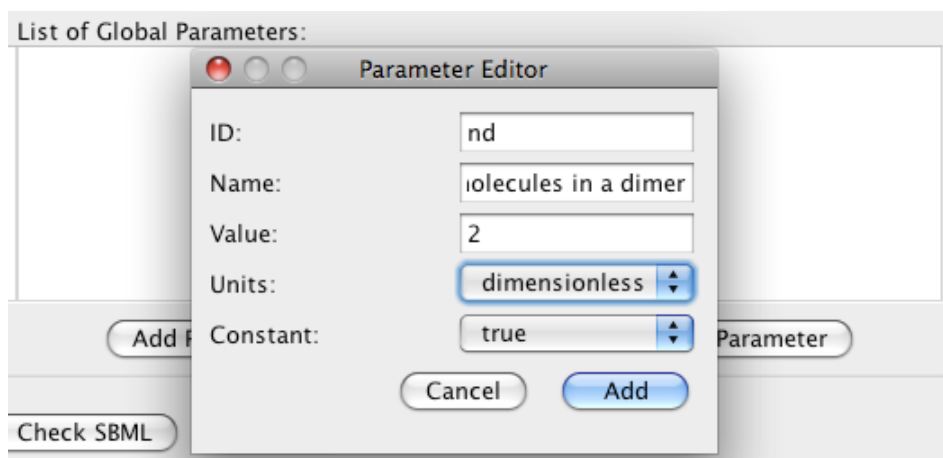 List of Global Parameters:
Parameter Editor
ID: nd
Name: molecules in a dimer
Value: 2
Units: dimensionless
Constant: true
Add Parameter
Cancel Add
Check SBML